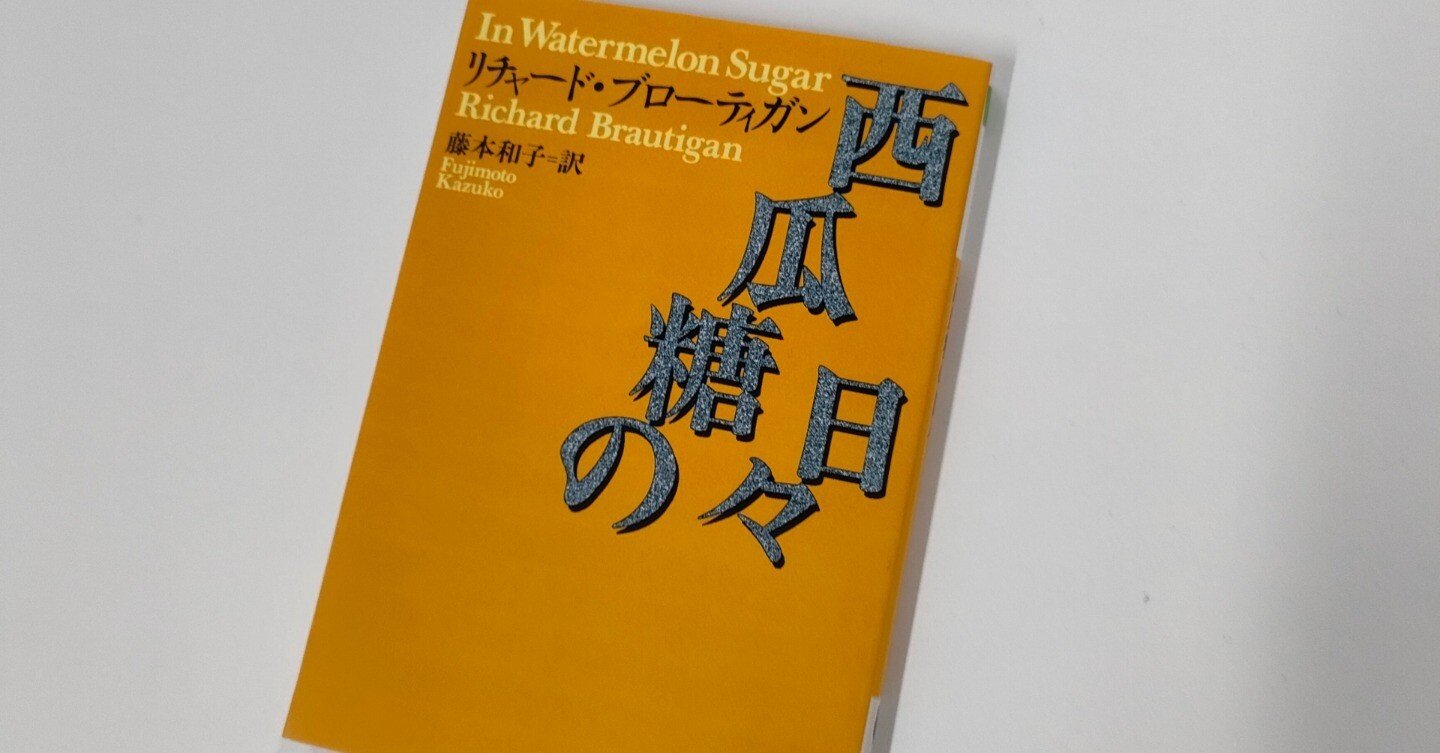 In Watermelon Sugar
リチャード・ブローティガン
Richard Brautigan
藤本和子=訳
Fujimoto
Kazuko
西瓜糖の
日々